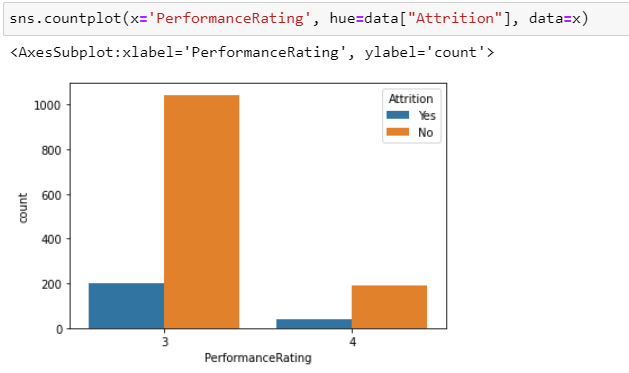 sns.countplot(x='PerformanceRating', hue=data["Attrition"], data=x)
<AxesSubplot:xlabel='PerformanceRating', ylabel='count'>
Attrition
Yes
No
1000
800
600
400
200
0
count
3 4
PerformanceRating